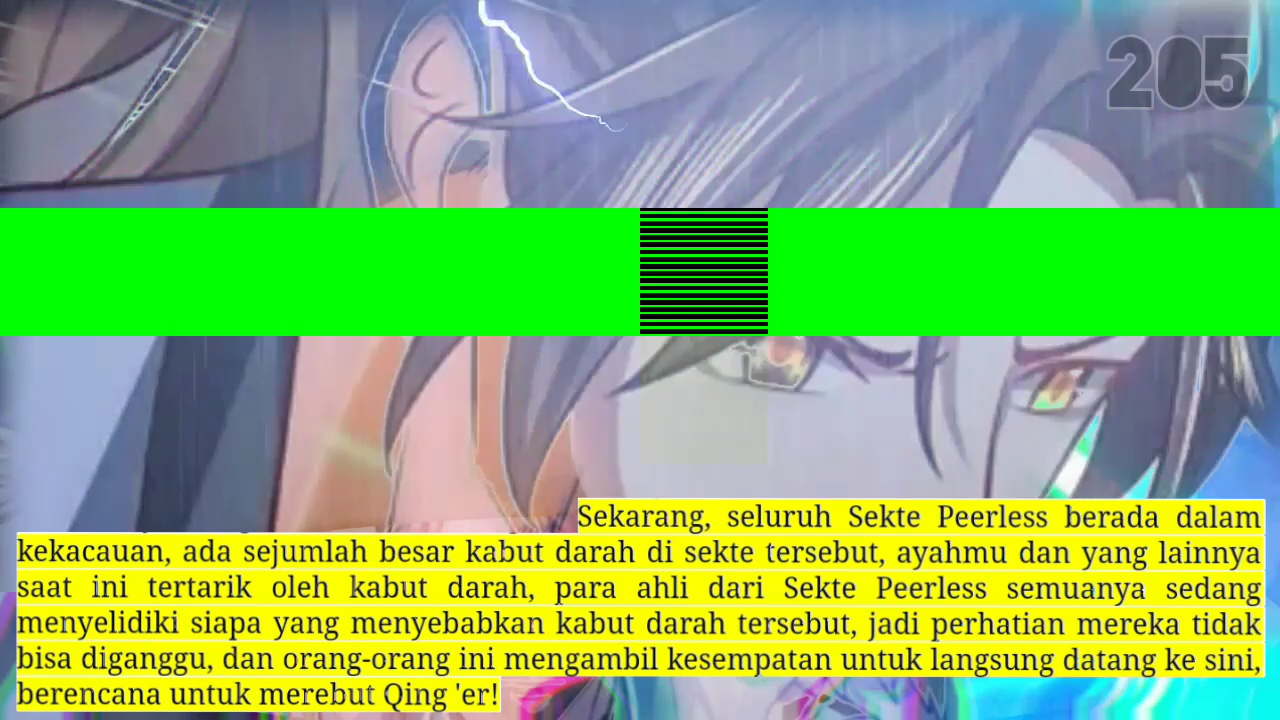 205
Sekarang, seluruh Sekte Peerless berada dalam
kekacauan, ada sejumlah besar kabut darah di sekte tersebut, ayahmu dan yang lainnya
saat ini tertarik oleh kabut darah, para ahli dari Sekte Peerless semuanya sedang
menyelidiki siapa yang menyebabkan kabut darah tersebut, jadi perhatian mereka tidak
bisa diganggu, dan orang-orang ini mengambil kesempatan untuk langsung datang ke sini,
berencana untuk merebut Qing 'er!